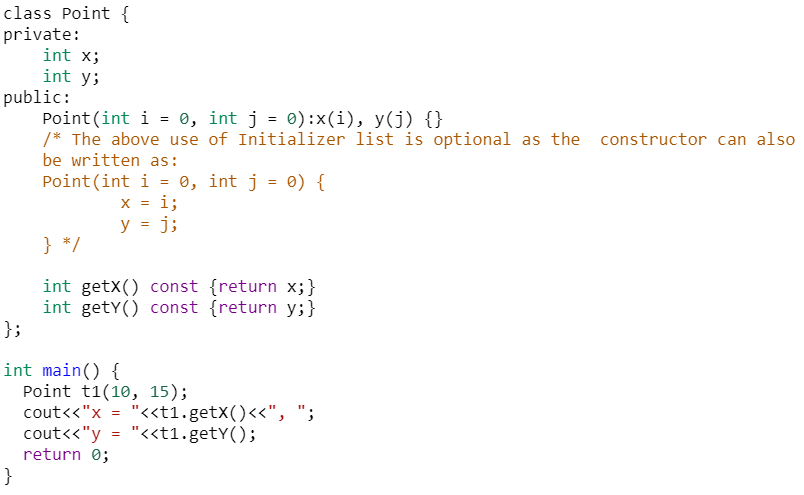 class Point {
private:
    int x;
    int y;
public:
    Point(int i = 0, int j = 0):x(i), y(j) {}
    /* The above use of Initializer list is optional as the  constructor can also
    be written as:
    Point(int i = 0, int j = 0) {
            x = i;
            y = j;
    } */

    int getX() const {return x;}
    int getY() const {return y;}
};

int main() {
  Point t1(10, 15);
  cout<<"x = "<<t1.getX()<<", ";
  cout<<"y = "<<t1.getY();
  return 0;
}